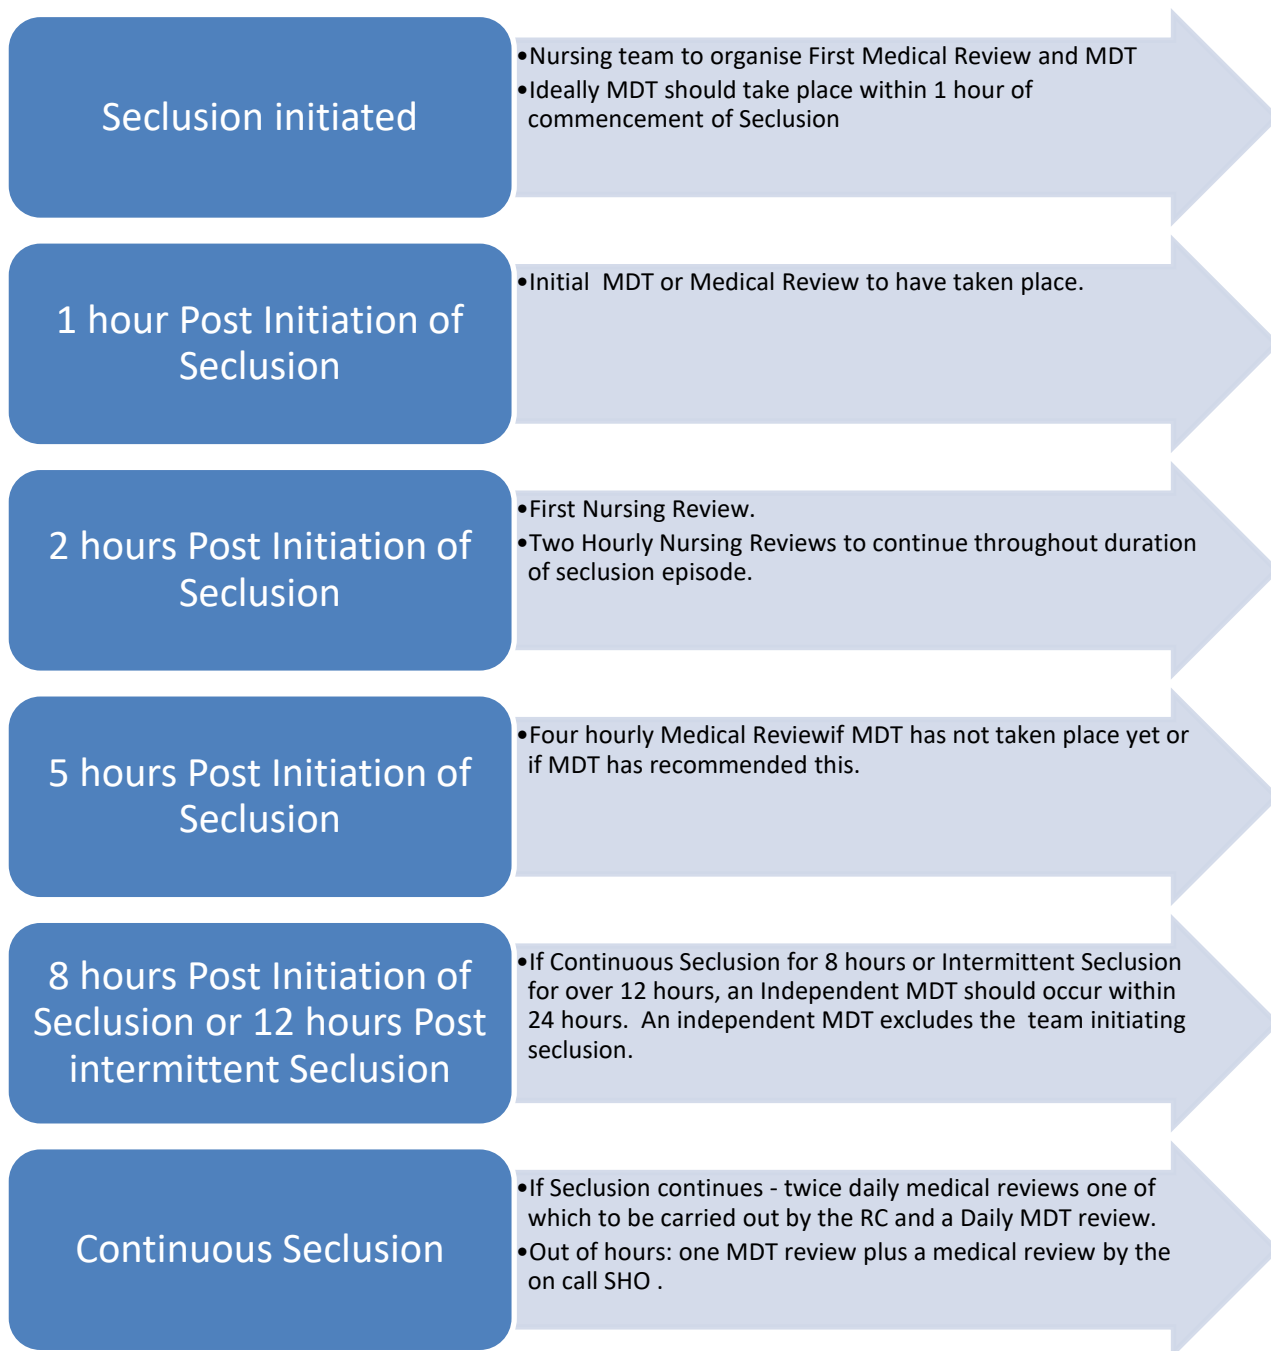 Seclusion initiated
•Nursing team to organise First Medical Review and MDT
•Ideally MDT should take place within 1 hour of
commencement of Seclusion
1 hour Post Initiation of
Seclusion
•Initial  MDT or Medical Review to have taken place.
2 hours Post Initiation of
Seclusion
•First Nursing Review.
•Two Hourly Nursing Reviews to continue throughout duration
of seclusion episode.
5 hours Post Initiation of
Seclusion
•Four hourly Medical Reviewif MDT has not taken place yet or
if MDT has recommended this.
8 hours Post Initiation of
Seclusion or 12 hours Post
intermittent Seclusion
•If Continuous Seclusion for 8 hours or Intermittent Seclusion
for over 12 hours, an Independent MDT should occur within
24 hours.  An independent MDT excludes the  team initiating
seclusion.
Continuous Seclusion
•If Seclusion continues - twice daily medical reviews one of
which to be carried out by the RC and a Daily MDT review.
•Out of hours: one MDT review plus a medical review by the
on call SHO .